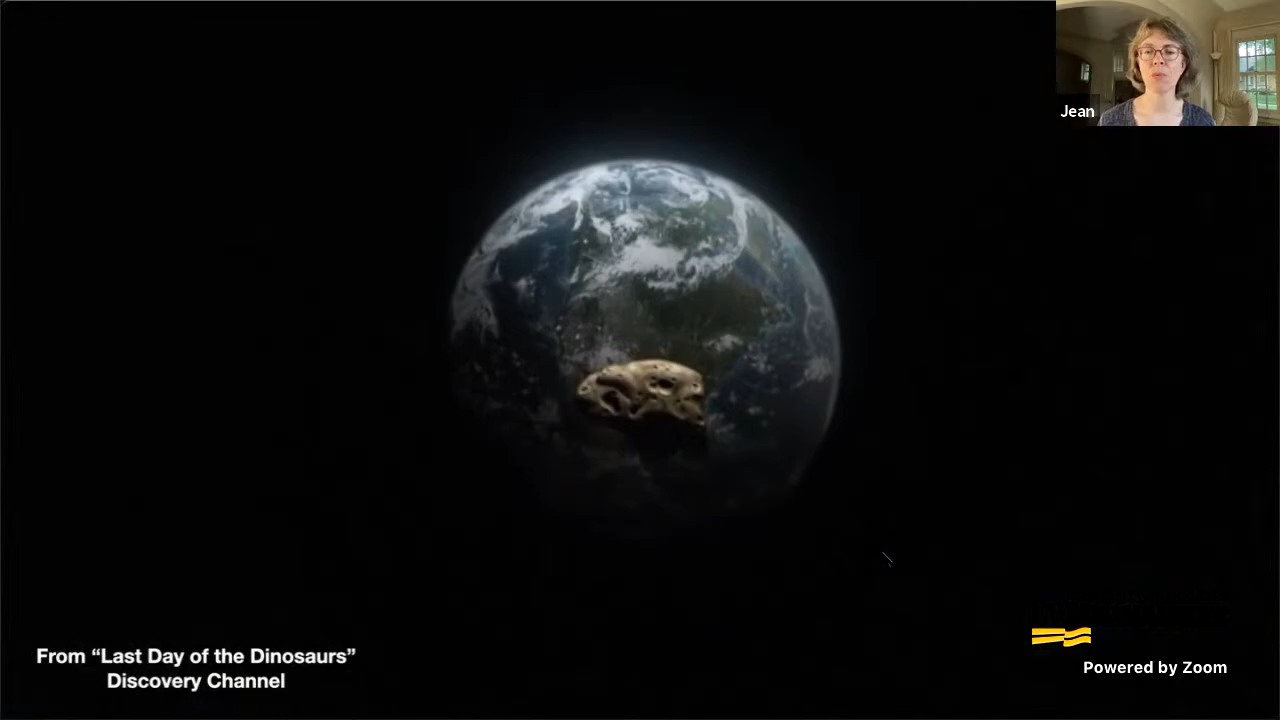 Jean
From “Last Day of the Dinosaurs”
Discovery Channel
Powered by Zoom